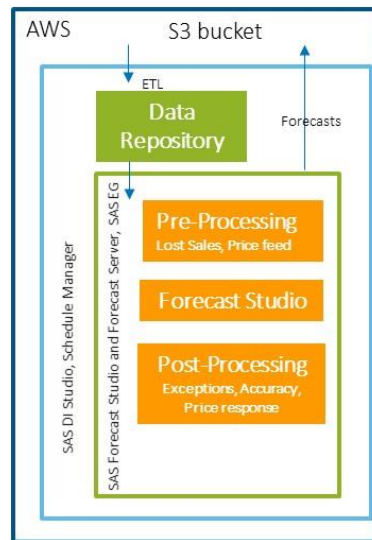 AWS
S3 bucket
ETL
Data
Repository
Forecasts
SAS DI Studio, Schedule Manager
SAS Forecast Studio and Forecast Server, SAS EG
Pre-Processing
Lost Sales, Price feed
Forecast Studio
Post-Processing
Exceptions, Accuracy,
Price response